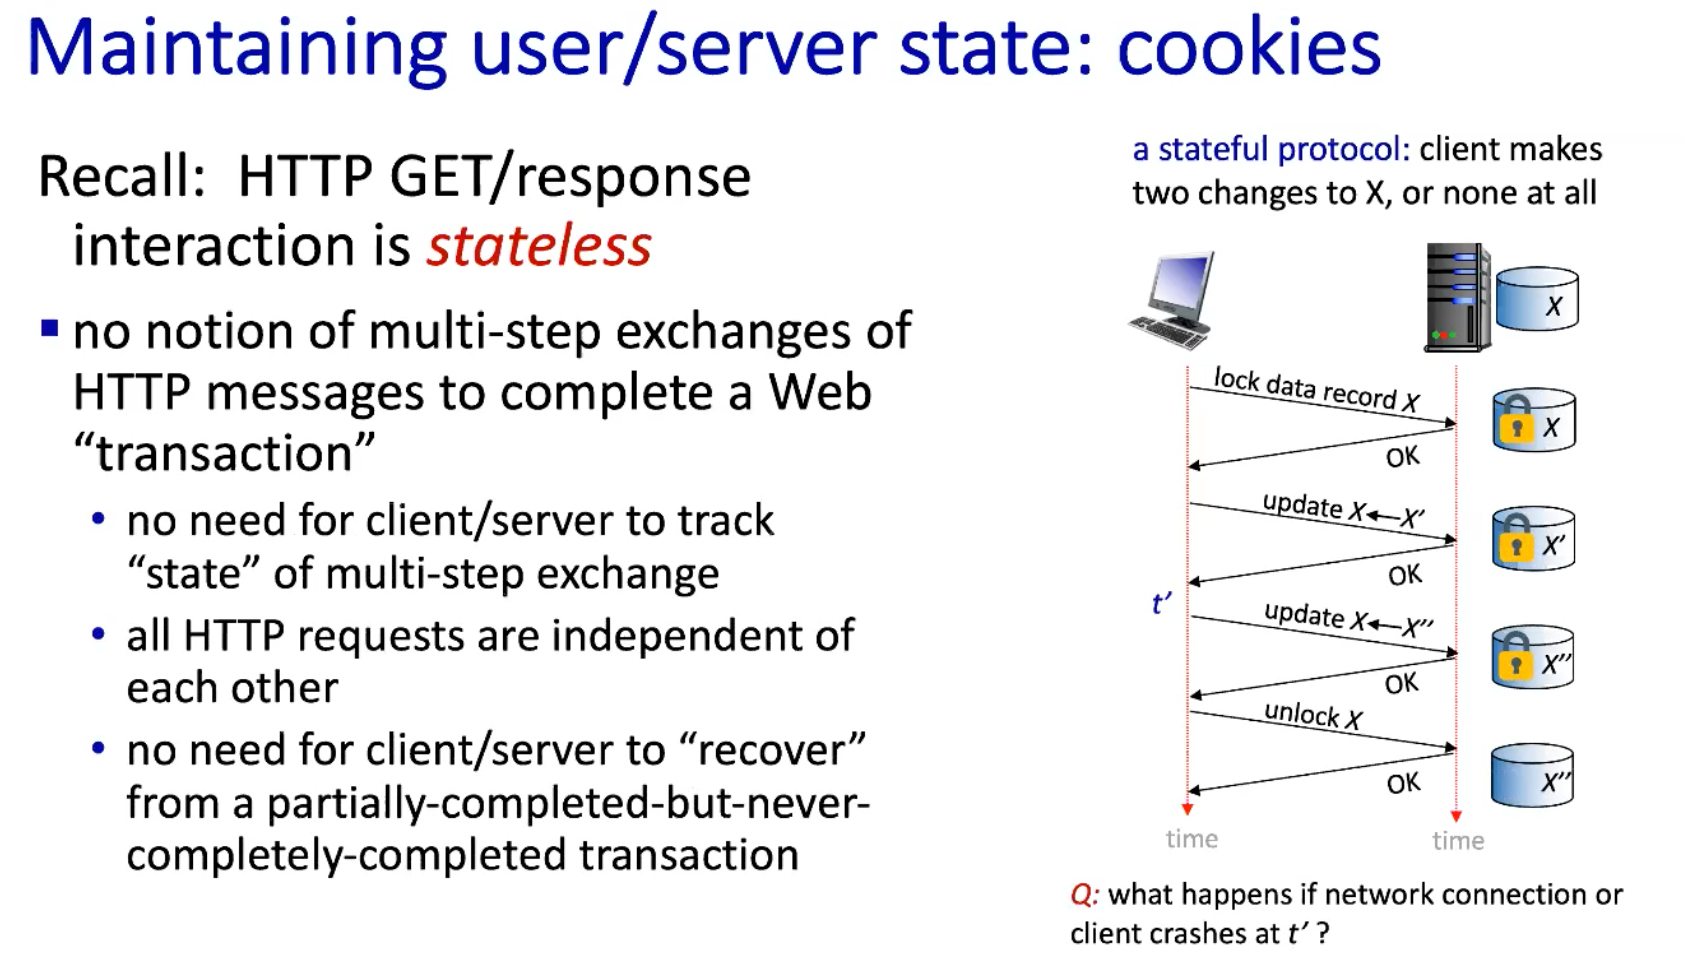 Maintaining user/server state: cookies
Recall: HTTP GET/response
interaction is stateless
▪ no notion of multi-step exchanges of
HTTP messages to complete a Web
“transaction”
• no need for client/server to track
“state” of multi-step exchange
• all HTTP requests are independent of
each other
• no need for client/server to “recover”
from a partially-completed-but-never-
completely-completed transaction
a stateful protocol: client makes
two changes to X, or none at all
X
lock data record X
X
OK
update X←X’
X’
OK
t’
update X←X’’
X’’
OK
unlock X
X’’
OK
time
time
Q: what happens if network connection or
client crashes at t’ ?